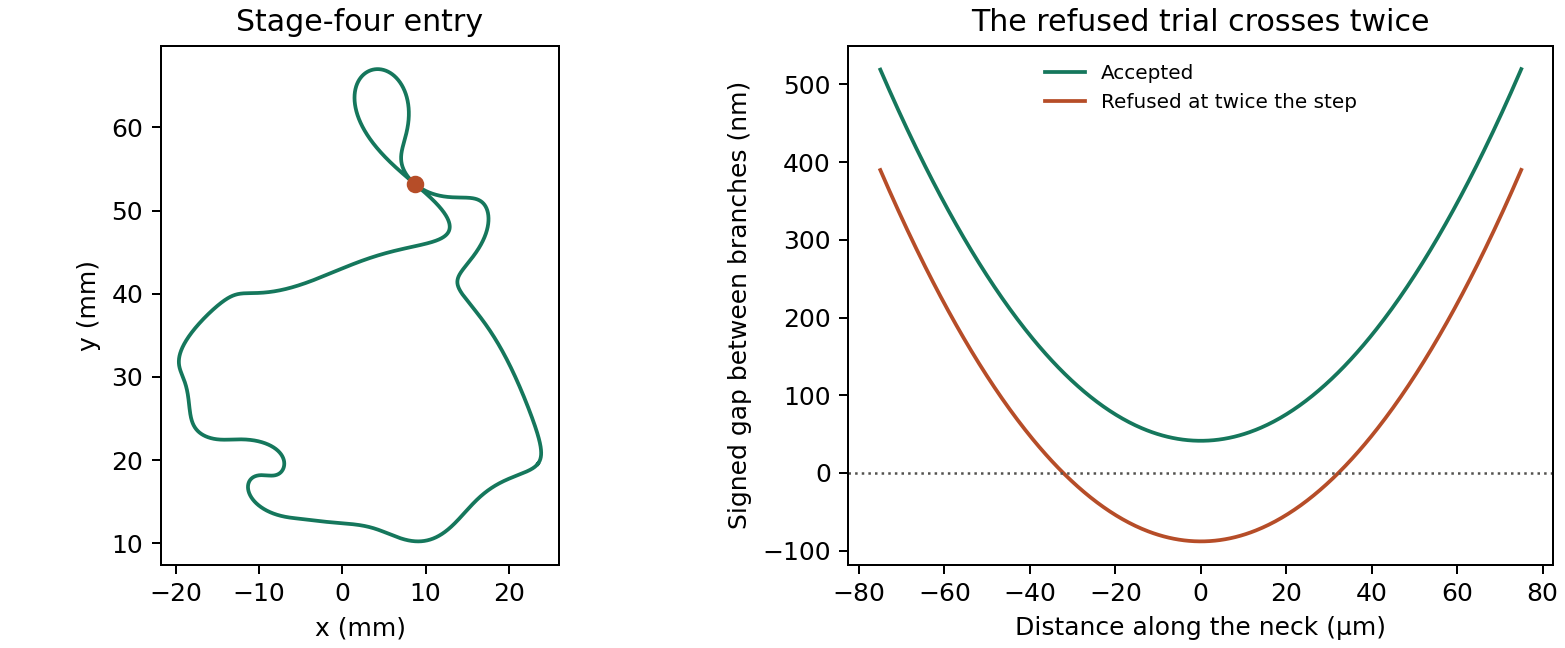 Stage-four entry
60
50
40
30
20
10
y (mm)
−20 −10 0 10 20
x (mm)
The refused trial crosses twice
Accepted
Refused at twice the step
500
400
300
200
100
0
−100
Signed gap between branches (nm)
−80 −60 −40 −20 0 20 40 60 80
Distance along the neck (µm)